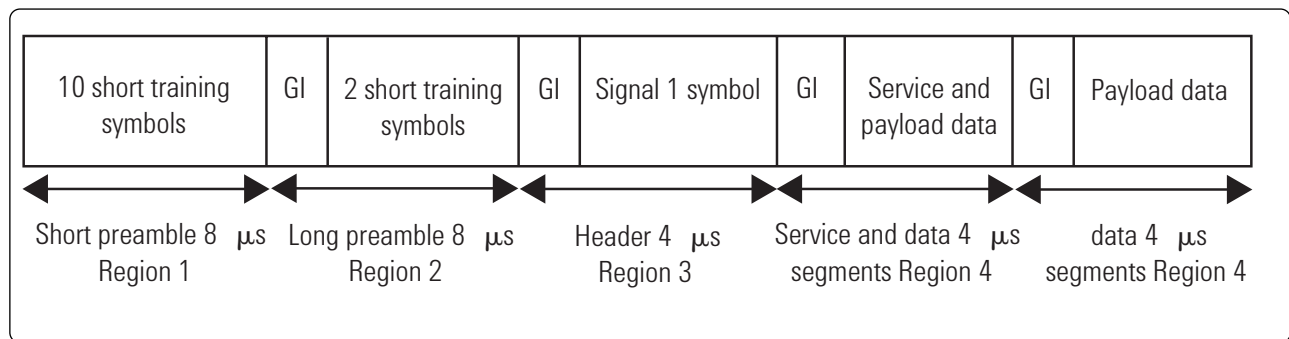 10 short training
symbols
GI
2 short training
symbols
GI
Signal 1 symbol
GI
Service and
payload data
GI
Payload data
Short preamble 8 μs
Region 1
Long preamble 8 μs
Region 2
Header 4 μs
Region 3
Service and data 4 μs
segments Region 4
data 4 μs
segments Region 4